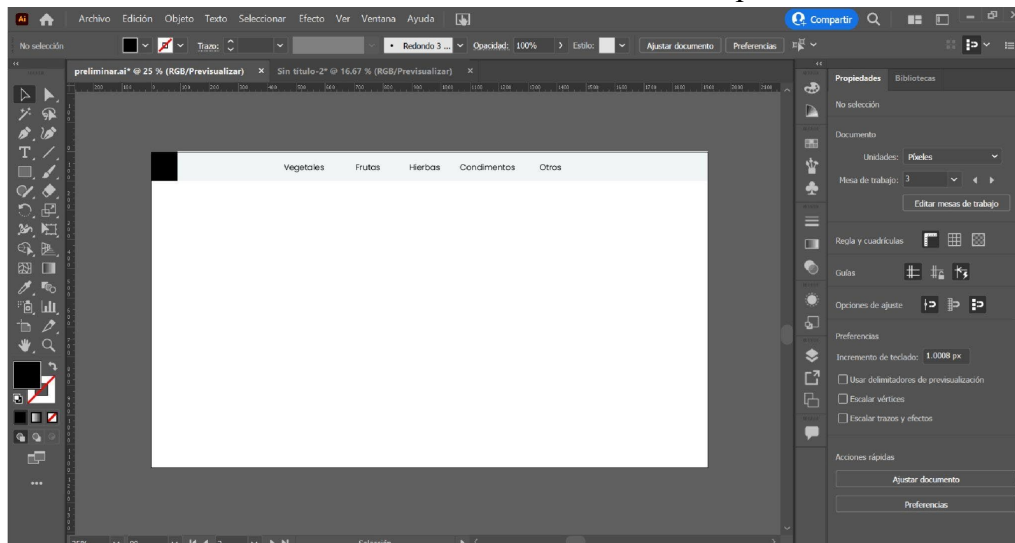 Ai Archivo Edición Objeto Texto Seleccionar Efecto Ver Ventana Ayuda Compartir
No selección Trazo: Redondo 3 ... Opacidad: 100% Estilo: Ajustar documento Preferencias
preliminar.ai* @ 25 % (RGB/Previsualizar) × Sin título-2* @ 16.67 % (RGB/Previsualizar) ×
Vegetales Frutas Hierbas Condimentos Otros
Propiedades Bibliotecas
No selección
Documento
Unidades: Píxeles
Mesa de trabajo: 3
Editar mesas de trabajo
Regla y cuadrículas
Guías
Opciones de ajuste
Preferencias
Incremento de teclado: 1.0008 px
Usar delimitadores de previsualización
Escalar vértices
Escalar trazos y efectos
Acciones rápidas
Ajustar documento
Preferencias
25% Selección